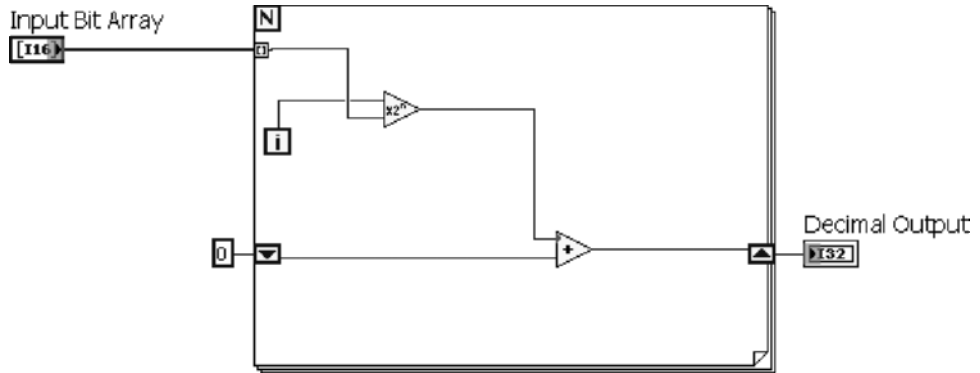 Input Bit Array
[I16]
N
[]
x2ⁿ
i
0
+
Decimal Output
I32